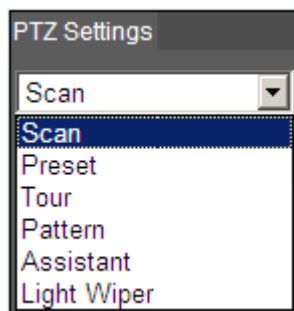 PTZ Settings
Scan
Scan
Preset
Tour
Pattern
Assistant
Light Wiper